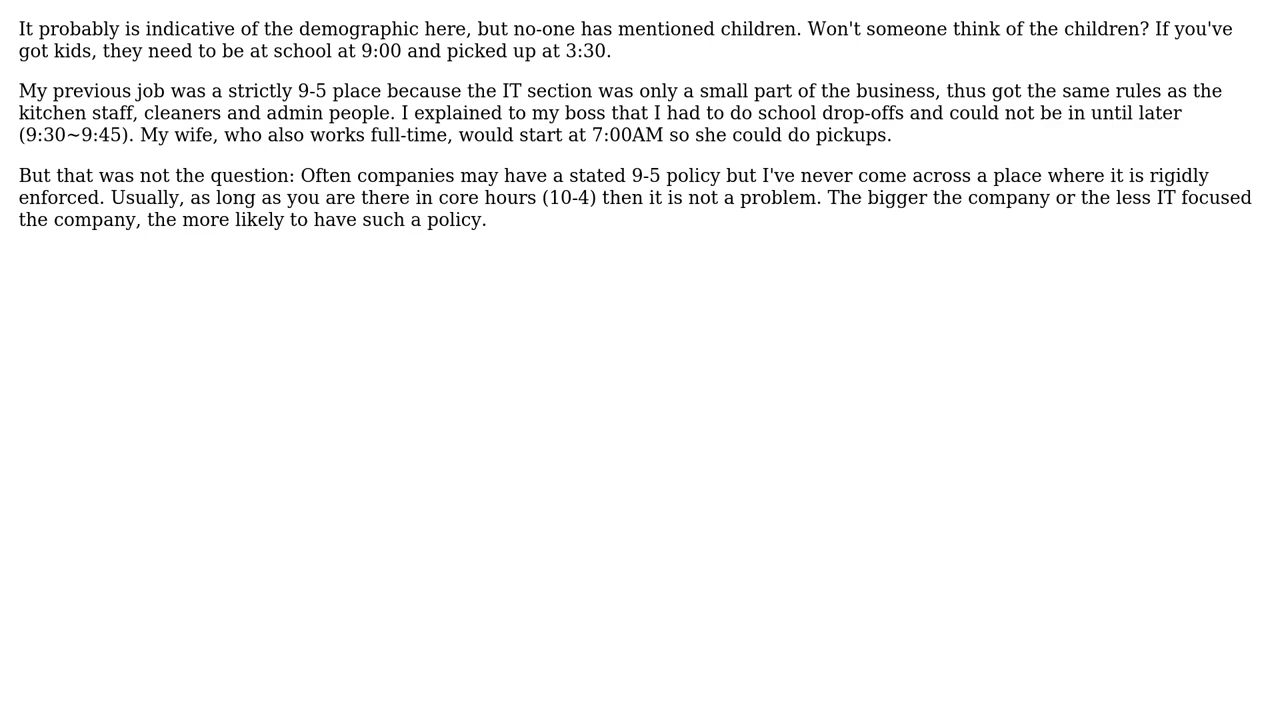 It probably is indicative of the demographic here, but no-one has mentioned children. Won't someone think of the children? If you've
got kids, they need to be at school at 9:00 and picked up at 3:30.
My previous job was a strictly 9-5 place because the IT section was only a small part of the business, thus got the same rules as the
kitchen staff, cleaners and admin people. I explained to my boss that I had to do school drop-offs and could not be in until later
(9:30~9:45). My wife, who also works full-time, would start at 7:00AM so she could do pickups.
But that was not the question: Often companies may have a stated 9-5 policy but I've never come across a place where it is rigidly
enforced. Usually, as long as you are there in core hours (10-4) then it is not a problem. The bigger the company or the less IT focused
the company, the more likely to have such a policy.